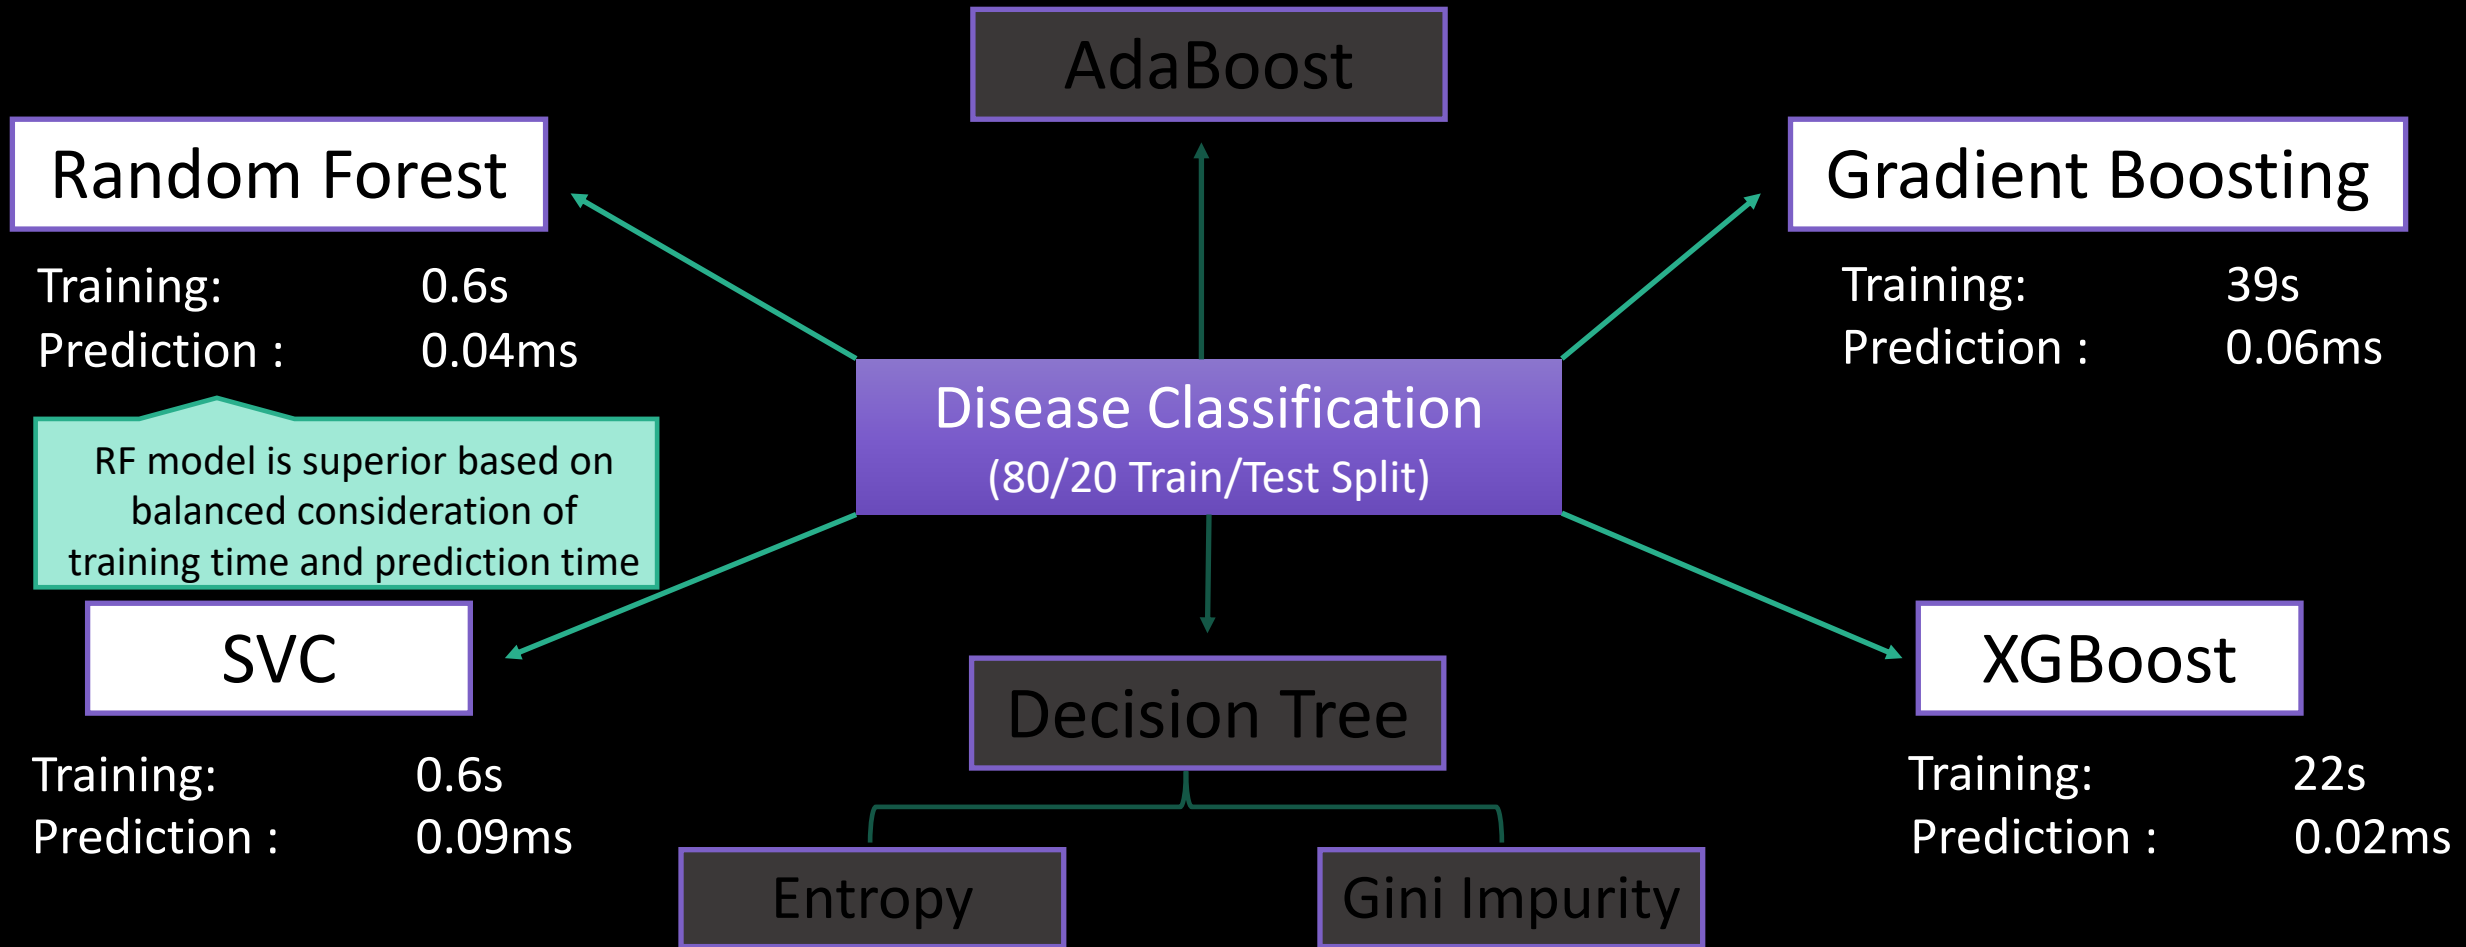 AdaBoost
Random Forest
Training: 0.6s
Prediction : 0.04ms
RF model is superior based on
balanced consideration of
training time and prediction time
Gradient Boosting
Training: 39s
Prediction : 0.06ms
Disease Classification
(80/20 Train/Test Split)
SVC
Training: 0.6s
Prediction : 0.09ms
Decision Tree
Entropy
Gini Impurity
XGBoost
Training: 22s
Prediction : 0.02ms